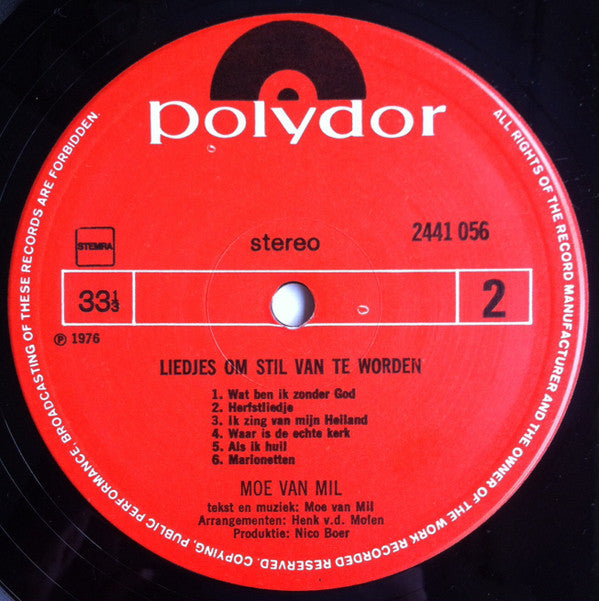 polydor
ALL RIGHTS OF THE RECORD MANUFACTURER AND THE OWNER OF THE WORK RECORDED RESERVED. COPYING, PUBLIC PERFORMANCE, BROADCASTING OF THESE RECORDS ARE FORBIDDEN.
STEMRA
stereo
2441 056
33⅓
2
℗ 1976
LIEDJES OM STIL VAN TE WORDEN
1. Wat ben ik zonder God
2. Herfstliedje
3. Ik zing van mijn Heiland
4. Waar is de echte kerk
5. Als ik huil
6. Marionetten
MOE VAN MIL
tekst en muziek: Moe van Mil
Arrangementen: Henk v.d. Molen
Produktie: Nico Boer